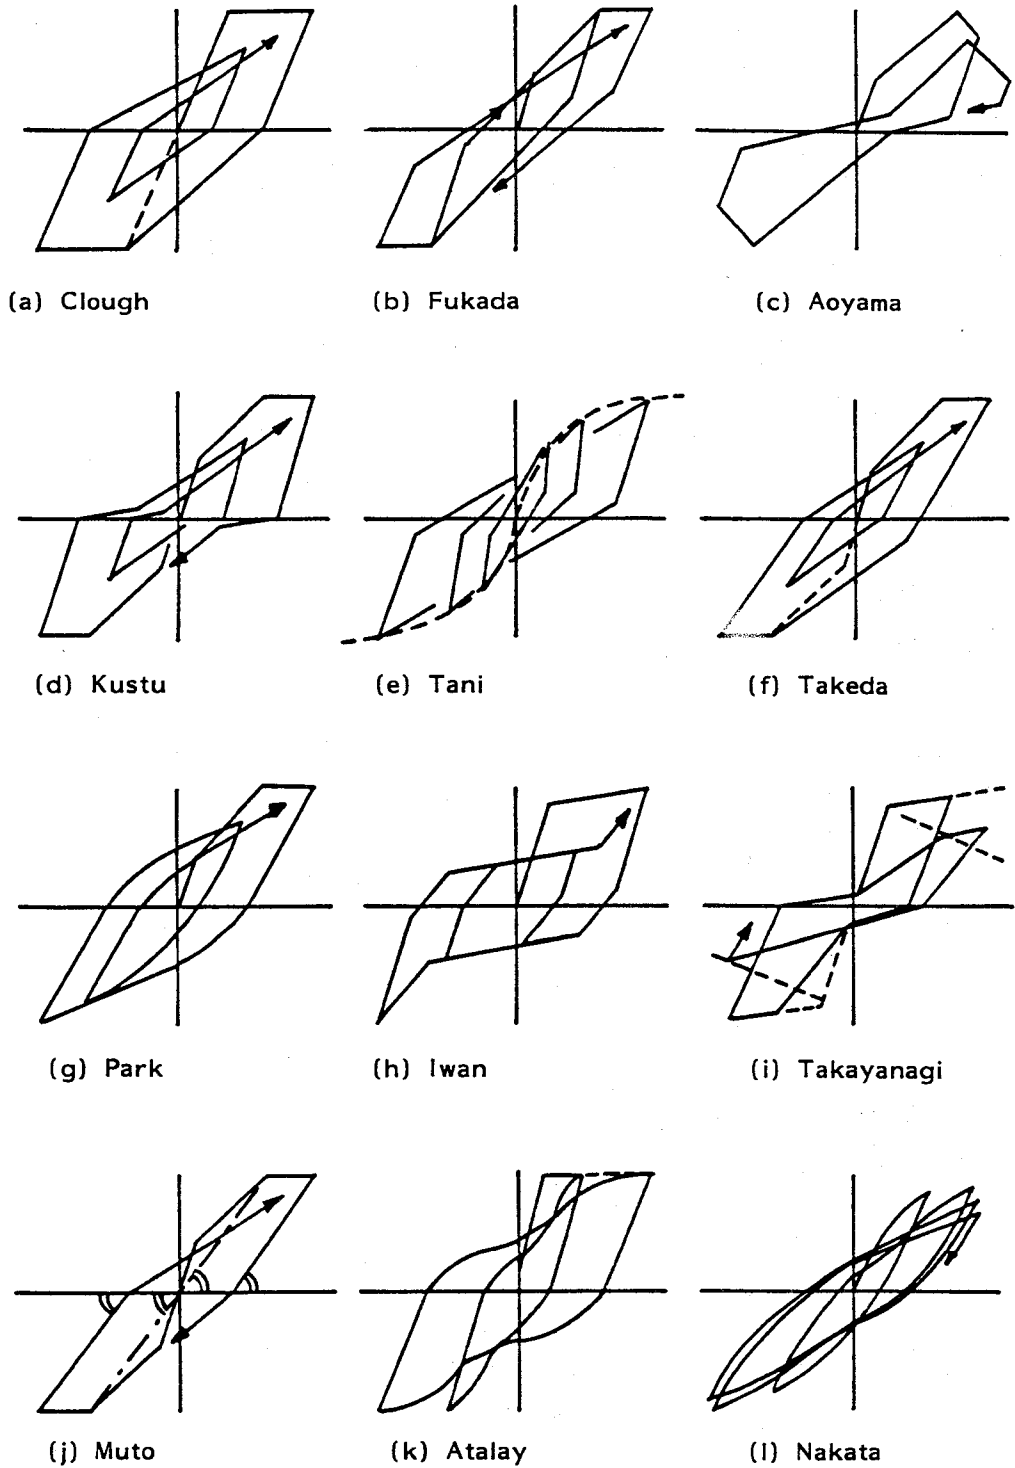 (a) Clough
(b) Fukada
(c) Aoyama
(d) Kustu
(e) Tani
(f) Takeda
(g) Park
(h) Iwan
(i) Takayanagi
(j) Muto
(k) Atalay
(l) Nakata